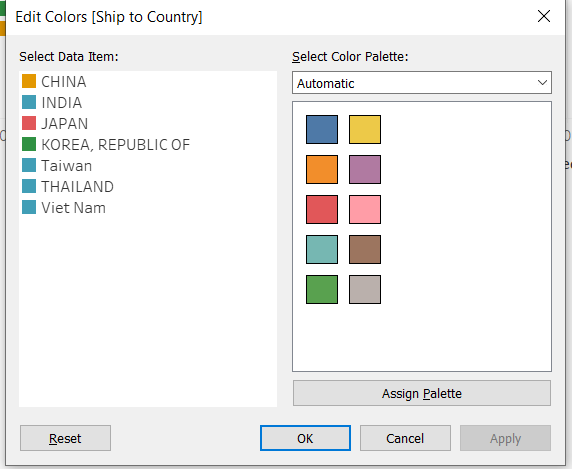 Edit Colors [Ship to Country]
Select Data Item:
CHINA
INDIA
JAPAN
KOREA, REPUBLIC OF
Taiwan
THAILAND
Viet Nam
Select Color Palette:
Automatic
Assign Palette
Reset
OK
Cancel
Apply